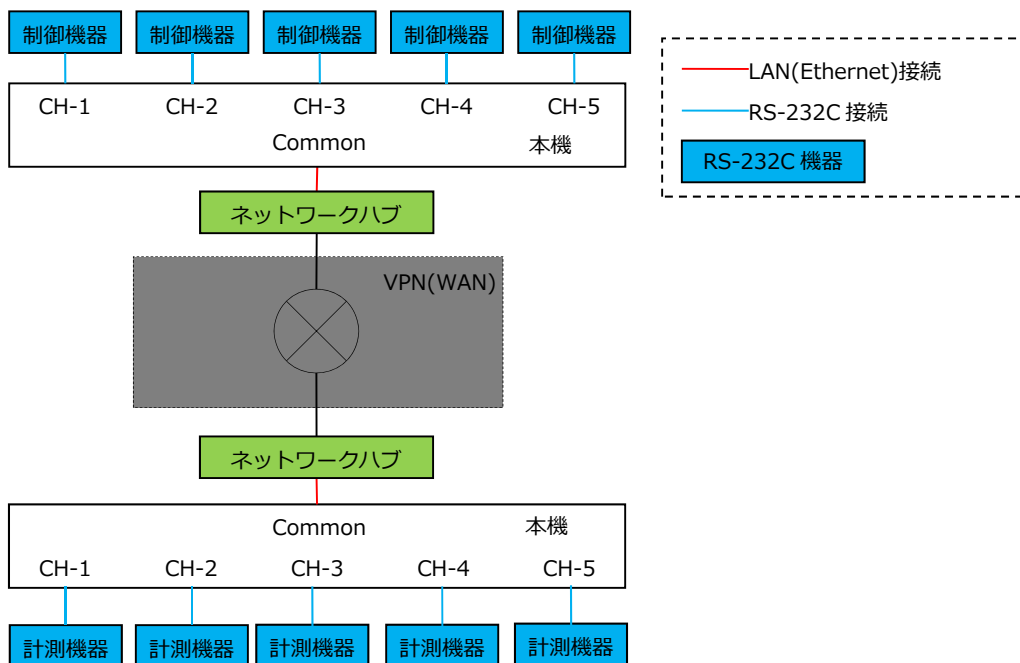 制御機器 制御機器 制御機器 制御機器 制御機器
CH-1 CH-2 CH-3 CH-4 CH-5
Common 本機
ネットワークハブ
VPN(WAN)
ネットワークハブ
Common 本機
CH-1 CH-2 CH-3 CH-4 CH-5
計測機器 計測機器 計測機器 計測機器 計測機器
LAN(Ethernet)接続
RS-232C 接続
RS-232C 機器